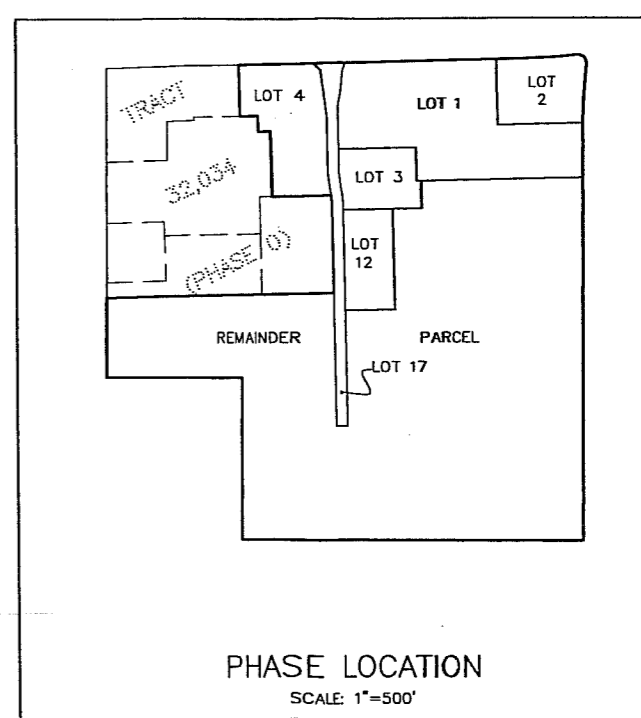 TRACT
32,034
(PHASE 0)
LOT 4
LOT 1
LOT
2
LOT 3
LOT
12
REMAINDER
PARCEL
LOT 17
PHASE LOCATION
SCALE: 1"=500'